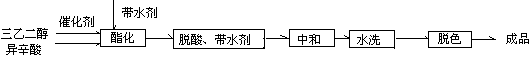 带水剂
催化剂
三乙二醇
异辛酸
酯化
脱酸、带水剂
中和
水洗
脱色
成品